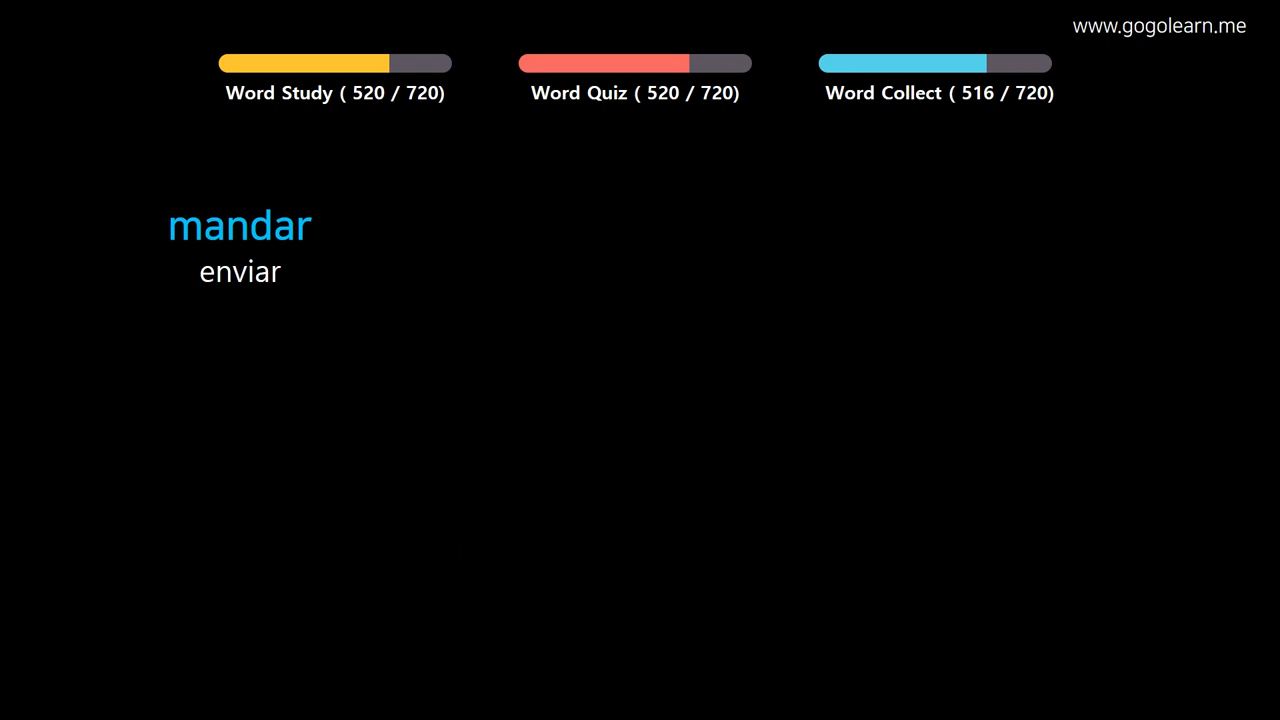 www.gogolearn.me
Word Study ( 520 / 720)
Word Quiz ( 520 / 720)
Word Collect ( 516 / 720)
mandar
enviar